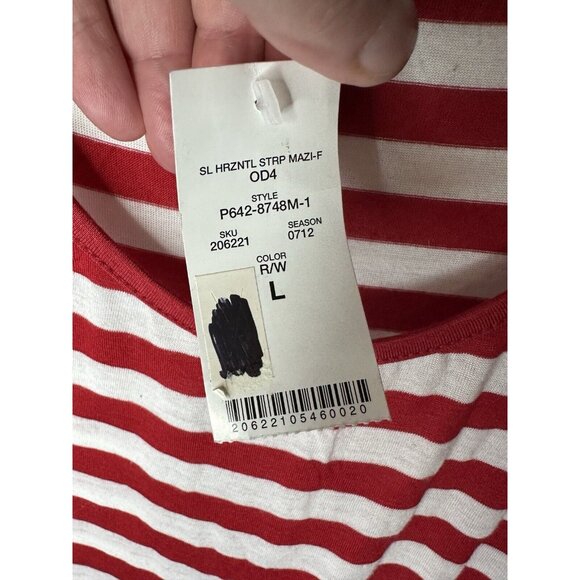 SL HRZNTL STRP MAZI-F
OD4
STYLE
P642-8748M-1
SKU SEASON
206221 0712
COLOR
R/W
L
20622105460020